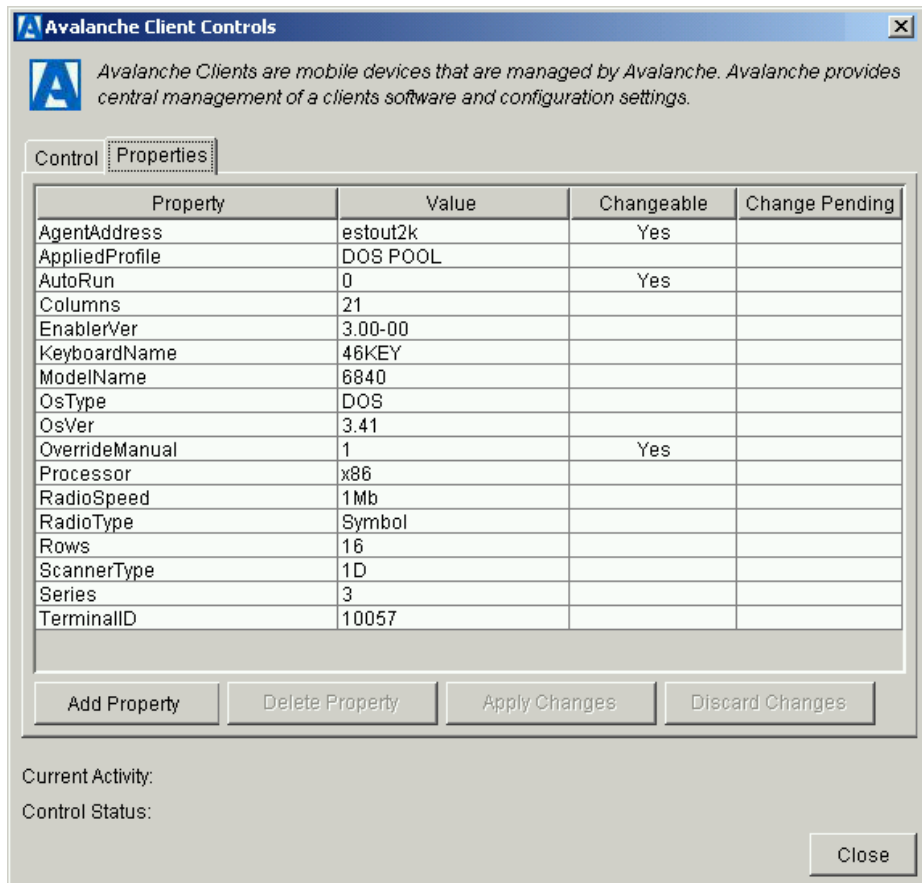 Avalanche Client Controls
Avalanche Clients are mobile devices that are managed by Avalanche. Avalanche provides
central management of a clients software and configuration settings.
Control Properties
Property Value Changeable Change Pending
AgentAddress estout2k Yes
AppliedProfile DOS POOL
AutoRun 0 Yes
Columns 21
EnablerVer 3.00-00
KeyboardName 46KEY
ModelName 6840
OsType DOS
OsVer 3.41
OverrideManual 1 Yes
Processor x86
RadioSpeed 1Mb
RadioType Symbol
Rows 16
ScannerType 1D
Series 3
TerminalID 10057
Add Property Delete Property Apply Changes Discard Changes
Current Activity:
Control Status:
Close